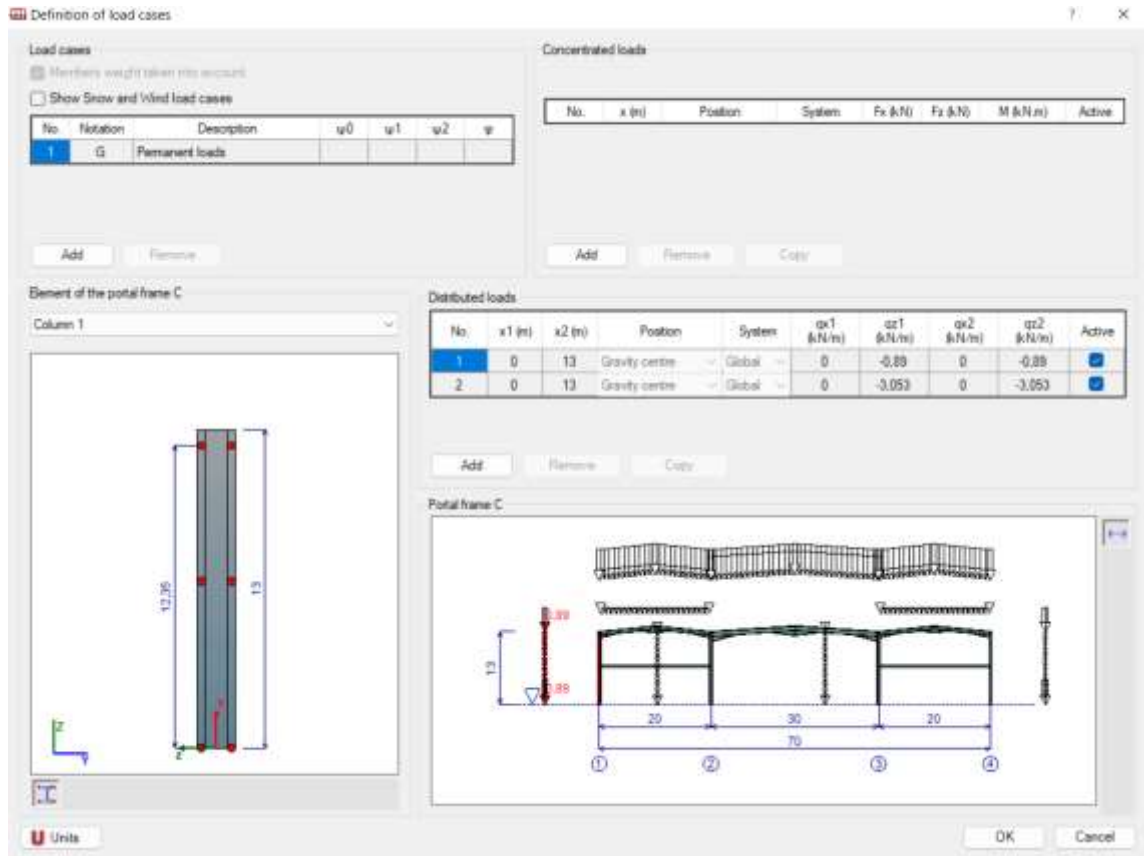 Definition of load cases
? ×
Load cases
Members weight taken into account
Show Snow and Wind load cases
No. Notation Description ψ0 ψ1 ψ2 ψ
1 G Permanent loads
Add Remove
Concentrated loads
No. x (m) Position System Fx (kN) Fz (kN) M (kN.m) Active
Add Remove Copy
Element of the portal frame C
Column 1
12,35
13
Z
z
Distributed loads
No. x1 (m) x2 (m) Position System qx1 (kN/m) qz1 (kN/m) qx2 (kN/m) qz2 (kN/m) Active
1 0 13 Gravity centre Global 0 -0,89 0 -0,89
2 0 13 Gravity centre Global 0 -3,053 0 -3,053
Add Remove Copy
Portal frame C
13
20 30 20
70
1 2 3 4
Units
OK Cancel